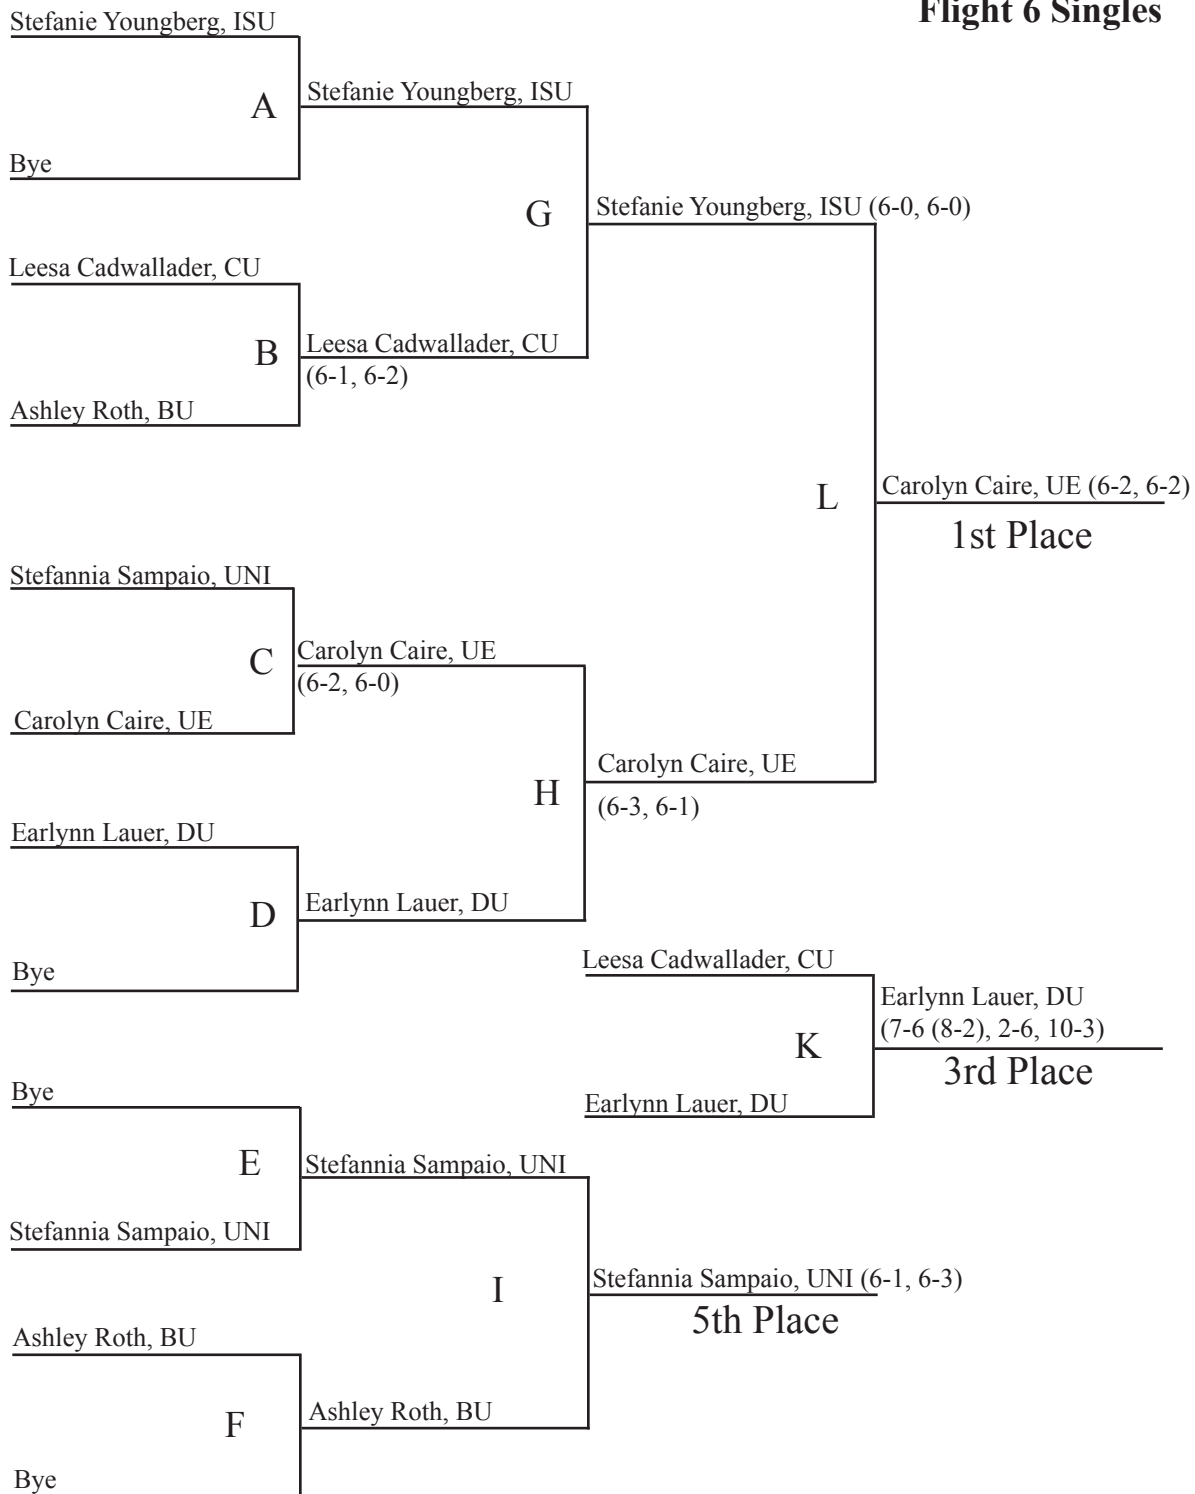 Flight 6 Singles
Stefanie Youngberg, ISU
A
Stefanie Youngberg, ISU
Bye
G
Stefanie Youngberg, ISU (6-0, 6-0)
Leesa Cadwallader, CU
B
Leesa Cadwallader, CU
(6-1, 6-2)
Ashley Roth, BU
L
Carolyn Caire, UE (6-2, 6-2)
1st Place
Stefannia Sampaio, UNI
C
Carolyn Caire, UE
(6-2, 6-0)
Carolyn Caire, UE
H
Carolyn Caire, UE
(6-3, 6-1)
Earlynn Lauer, DU
D
Earlynn Lauer, DU
Bye
Leesa Cadwallader, CU
K
Earlynn Lauer, DU
(7-6 (8-2), 2-6, 10-3)
3rd Place
Earlynn Lauer, DU
Bye
E
Stefannia Sampaio, UNI
Stefannia Sampaio, UNI
I
Stefannia Sampaio, UNI (6-1, 6-3)
5th Place
Ashley Roth, BU
F
Ashley Roth, BU
Bye